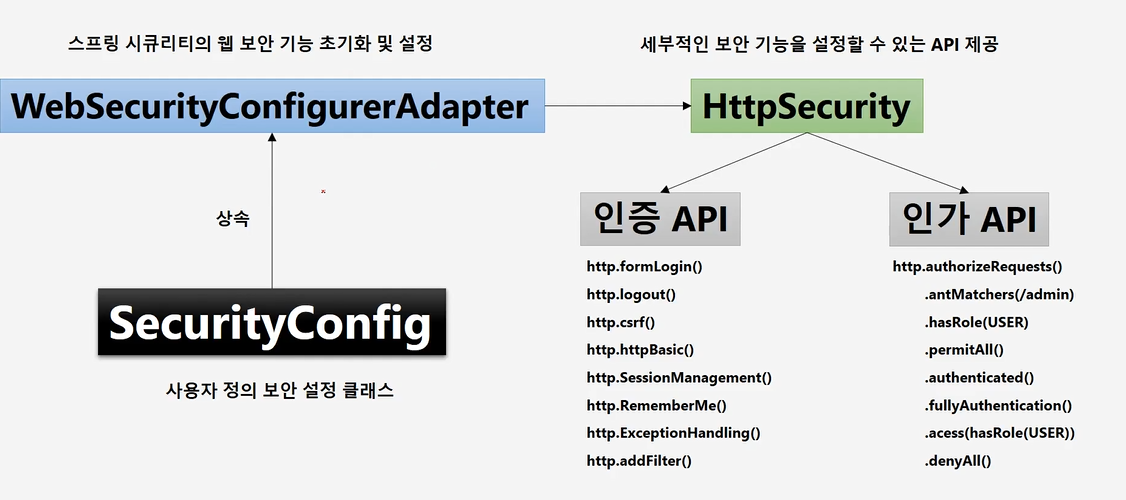 스프링 시큐리티의 웹 보안 기능 초기화 및 설정
세부적인 보안 기능을 설정할 수 있는 API 제공
WebSecurityConfigurerAdapter
HttpSecurity
상속
인증 API
인가 API
SecurityConfig
사용자 정의 보안 설정 클래스
http.formLogin()
http.logout()
http.csrf()
http.httpBasic()
http.SessionManagement()
http.RememberMe()
http.ExceptionHandling()
http.addFilter()
http.authorizeRequests()
.antMatchers(/admin)
.hasRole(USER)
.permitAll()
.authenticated()
.fullyAuthentication()
.acess(hasRole(USER))
.denyAll()